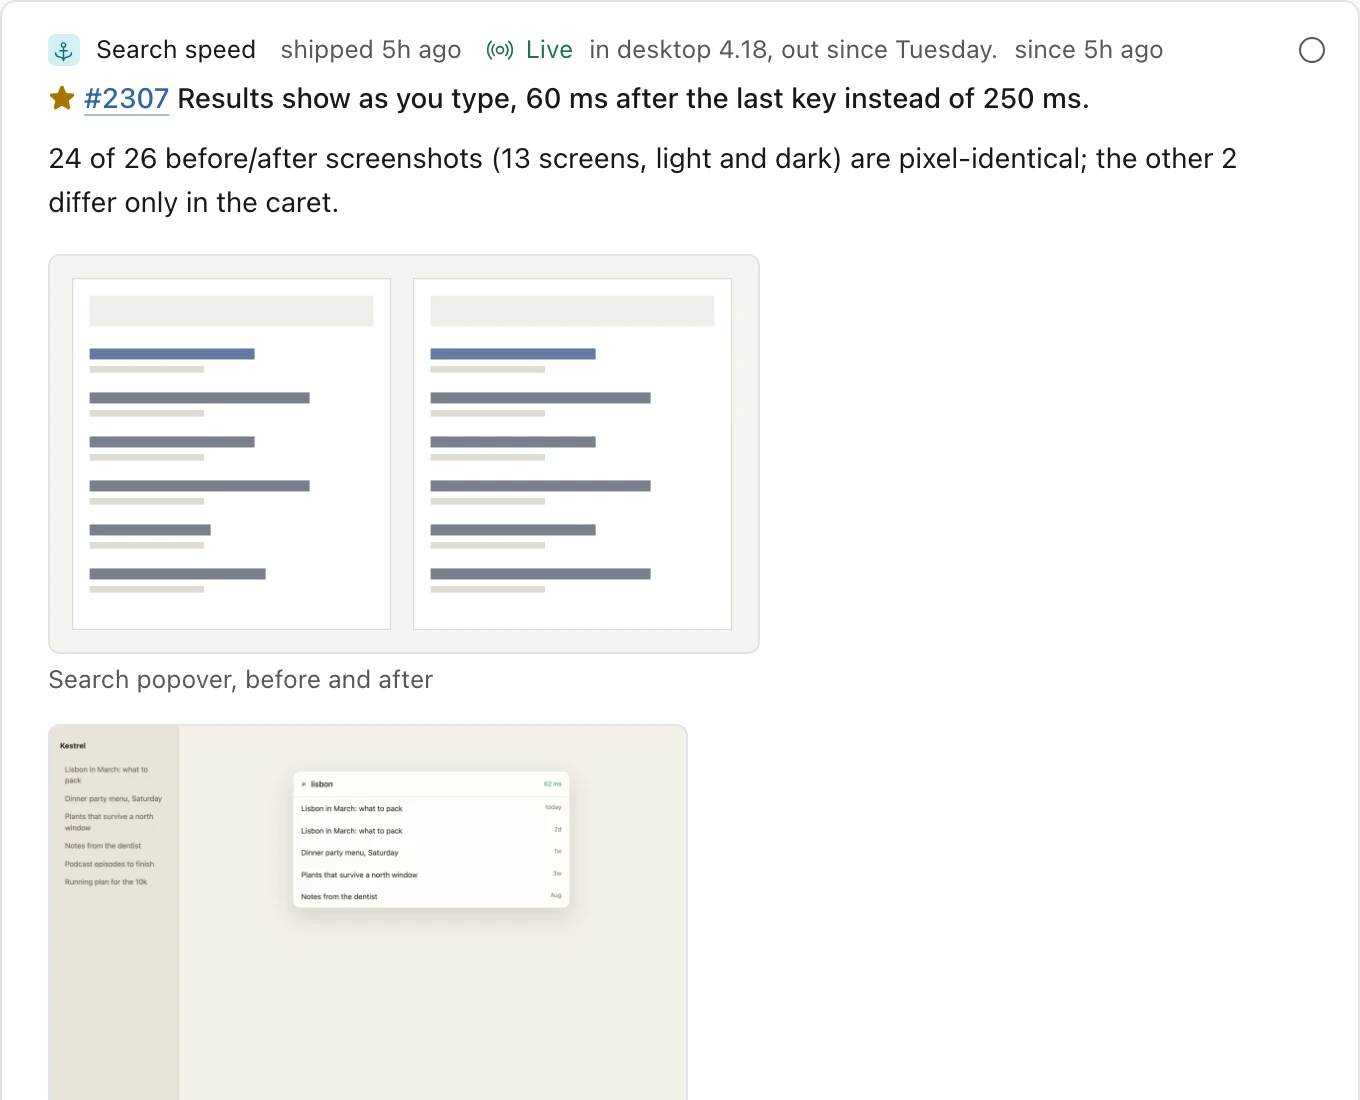 Search speed shipped 5h ago Live in desktop 4.18, out since Tuesday. since 5h ago
#2307 Results show as you type, 60 ms after the last key instead of 250 ms.
24 of 26 before/after screenshots (13 screens, light and dark) are pixel-identical; the other 2
differ only in the caret.
Search popover, before and after
Kestrel
Lisbon in March: what to
pack
Dinner party menu, Saturday
Plants that survive a north
window
Notes from the dentist
Podcast episodes to finish
Running plan for the 10k
lisbon 62 ms
Lisbon in March: what to pack today
Lisbon in March: what to pack 2d
Dinner party menu, Saturday 1w
Plants that survive a north window 3w
Notes from the dentist Aug